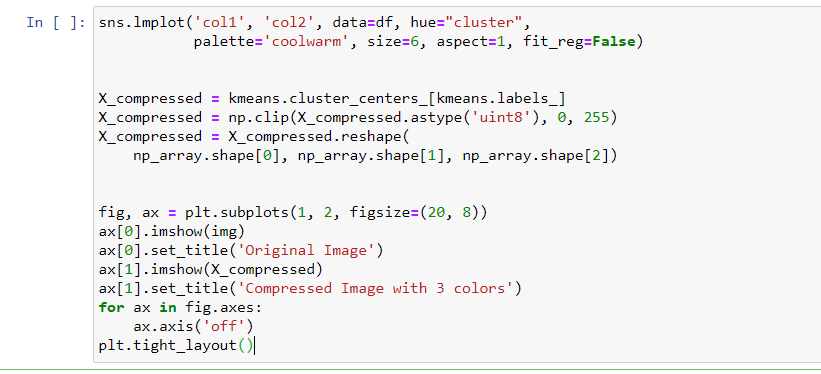 In [ ]: sns.lmplot('col1', 'col2', data=df, hue="cluster",
           palette='coolwarm', size=6, aspect=1, fit_reg=False)


X_compressed = kmeans.cluster_centers_[kmeans.labels_]
X_compressed = np.clip(X_compressed.astype('uint8'), 0, 255)
X_compressed = X_compressed.reshape(
    np_array.shape[0], np_array.shape[1], np_array.shape[2])


fig, ax = plt.subplots(1, 2, figsize=(20, 8))
ax[0].imshow(img)
ax[0].set_title('Original Image')
ax[1].imshow(X_compressed)
ax[1].set_title('Compressed Image with 3 colors')
for ax in fig.axes:
    ax.axis('off')
plt.tight_layout()